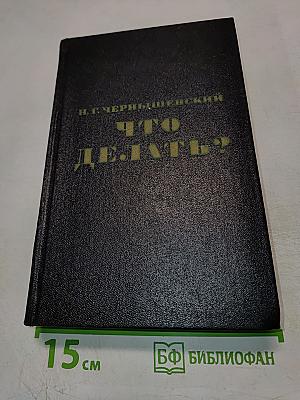 Н. Г. ЧЕРНЫШЕВСКИЙ
ЧТО
ДЕЛАТЬ?
15 см
БФ БИБЛИОФАН